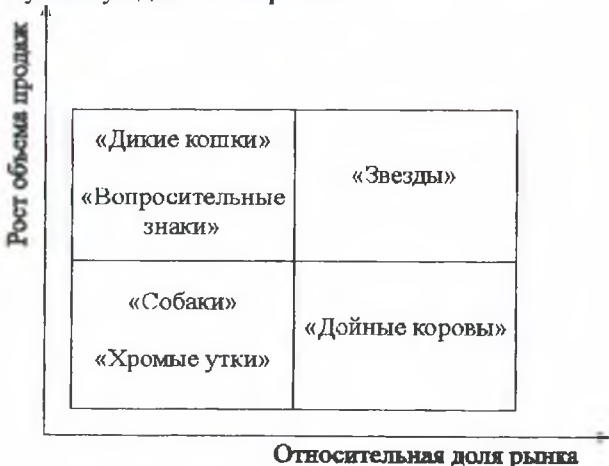 Рост объема продаж
«Дикие кошки»
«Вопросительные
знаки»
«Звезды»
«Собаки»
«Хромые утки»
«Дойные коровы»
Относительная доля рынка